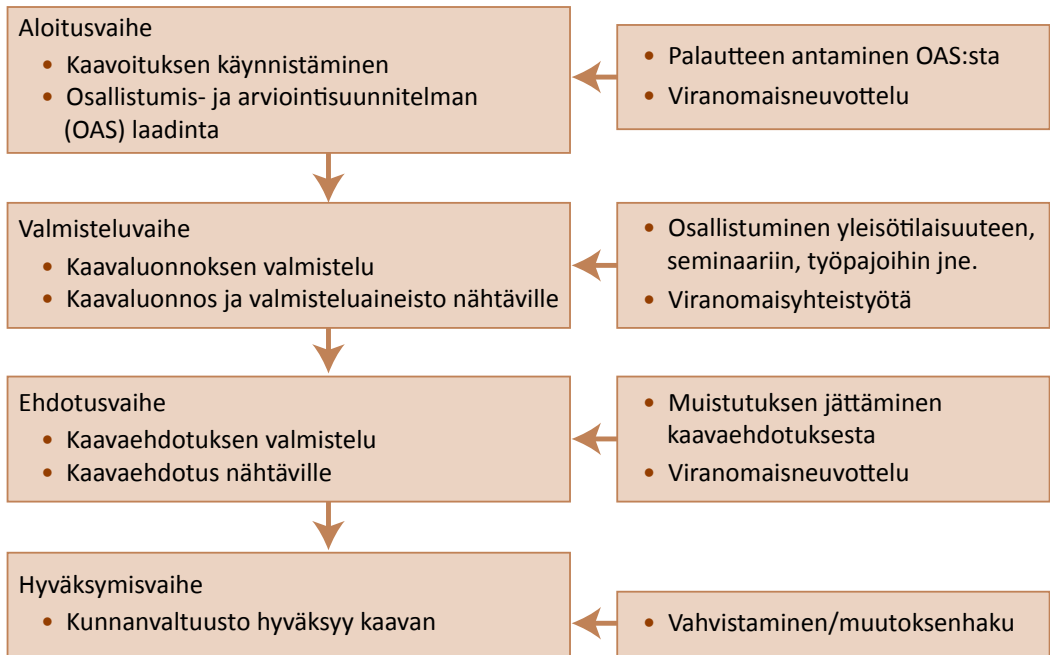 Aloitusvaihe
• Kaavoituksen käynnistäminen
• Osallistumis- ja arviointisuunnitelman
(OAS) laadinta
• Palautteen antaminen OAS:sta
• Viranomaisneuvottelu
Valmisteluvaihe
• Kaavaluonnoksen valmistelu
• Kaavaluonnos ja valmisteluaineisto nähtäville
• Osallistuminen yleisötilaisuuteen,
seminaariin, työpajoihin jne.
• Viranomaisyhteistyötä
Ehdotusvaihe
• Kaavaehdotuksen valmistelu
• Kaavaehdotus nähtäville
• Muistutuksen jättäminen
kaavaehdotuksesta
• Viranomaisneuvottelu
Hyväksymisvaihe
• Kunnanvaltuusto hyväksyy kaavan
• Vahvistaminen/muutoksenhaku